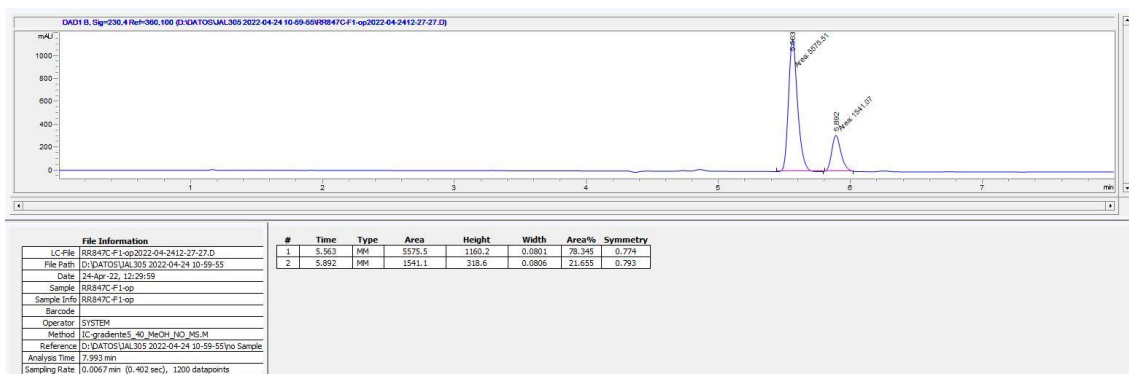 DAD1 B, Sig=230,4 Ref=360,100 (D:\DATOS\JAL305 2022-04-24 10-59-55\RR847C-F1-op2022-04-2412-27-27.D)
mAU
1000
800
600
400
200
0
5.563
Area: 5575.51
5.892
Area: 1541.07
1 2 3 4 5 6 7 min
File Information
LC-File RR847C-F1-op2022-04-2412-27-27.D
File Path D:\DATOS\JAL305 2022-04-24 10-59-55
Date 24-Apr-22, 12:29:59
Sample RR847C-F1-op
Sample Info RR847C-F1-op
Barcode
Operator SYSTEM
Method IC-gradiente5_40_MeOH_NO_MS.M
Reference D:\DATOS\JAL305 2022-04-24 10-59-55\no Sample
Analysis Time 7.993 min
Sampling Rate 0.0067 min (0.402 sec), 1200 datapoints
# Time Type Area Height Width Area% Symmetry
1 5.563 MM 5575.5 1160.2 0.0801 78.345 0.774
2 5.892 MM 1541.1 318.6 0.0806 21.655 0.793